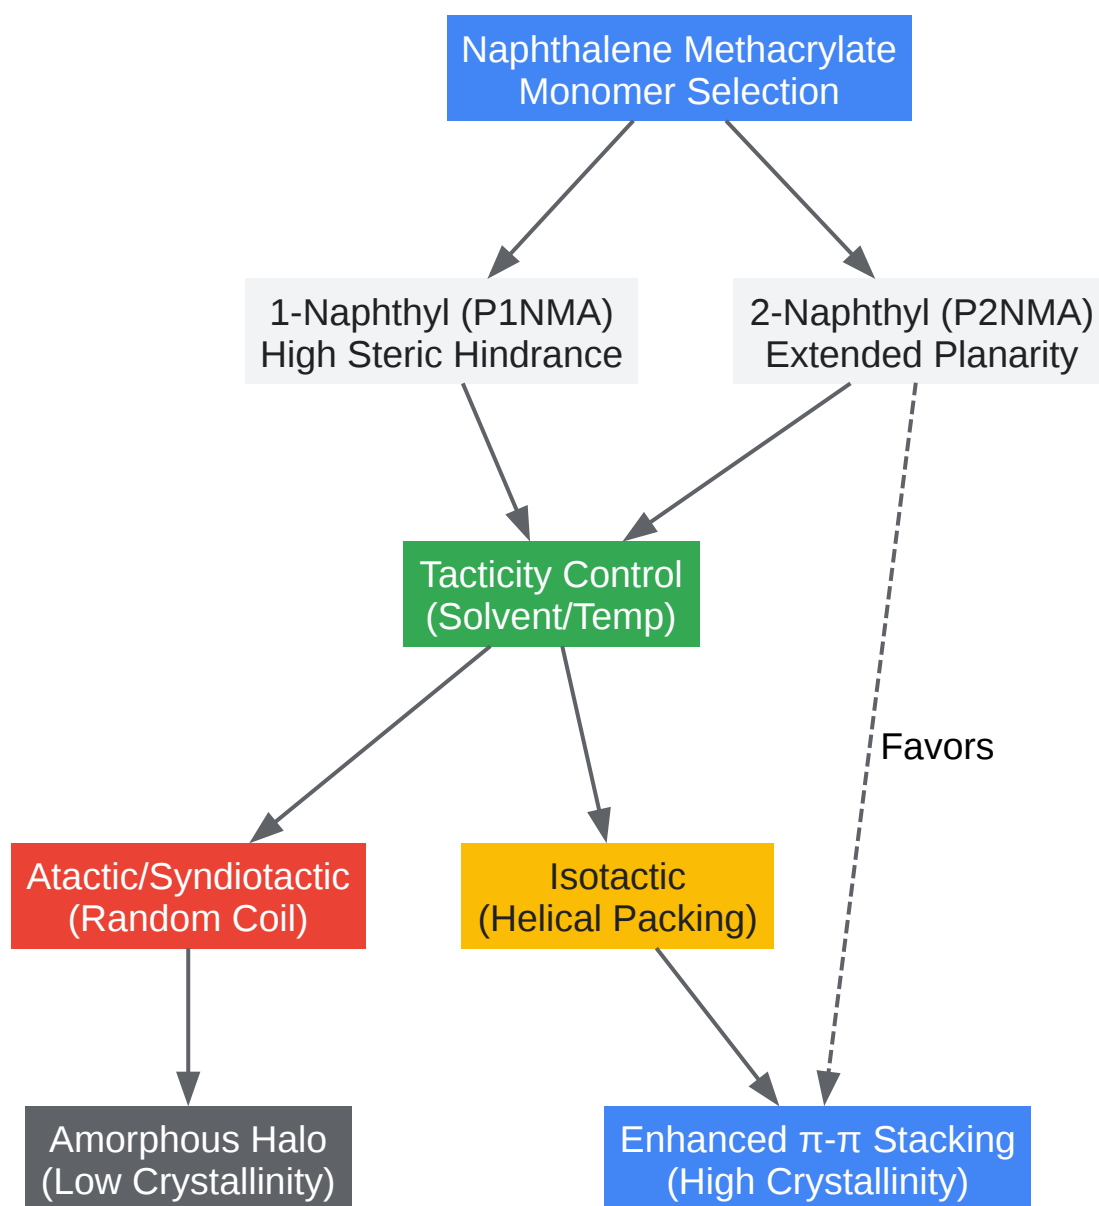 Naphthalene Methacrylate
Monomer Selection
1-Naphthyl (P1NMA)
High Steric Hindrance
2-Naphthyl (P2NMA)
Extended Planarity
Tacticity Control
(Solvent/Temp)
Favors
Atactic/Syndiotactic
(Random Coil)
Isotactic
(Helical Packing)
Amorphous Halo
(Low Crystallinity)
Enhanced π-π Stacking
(High Crystallinity)